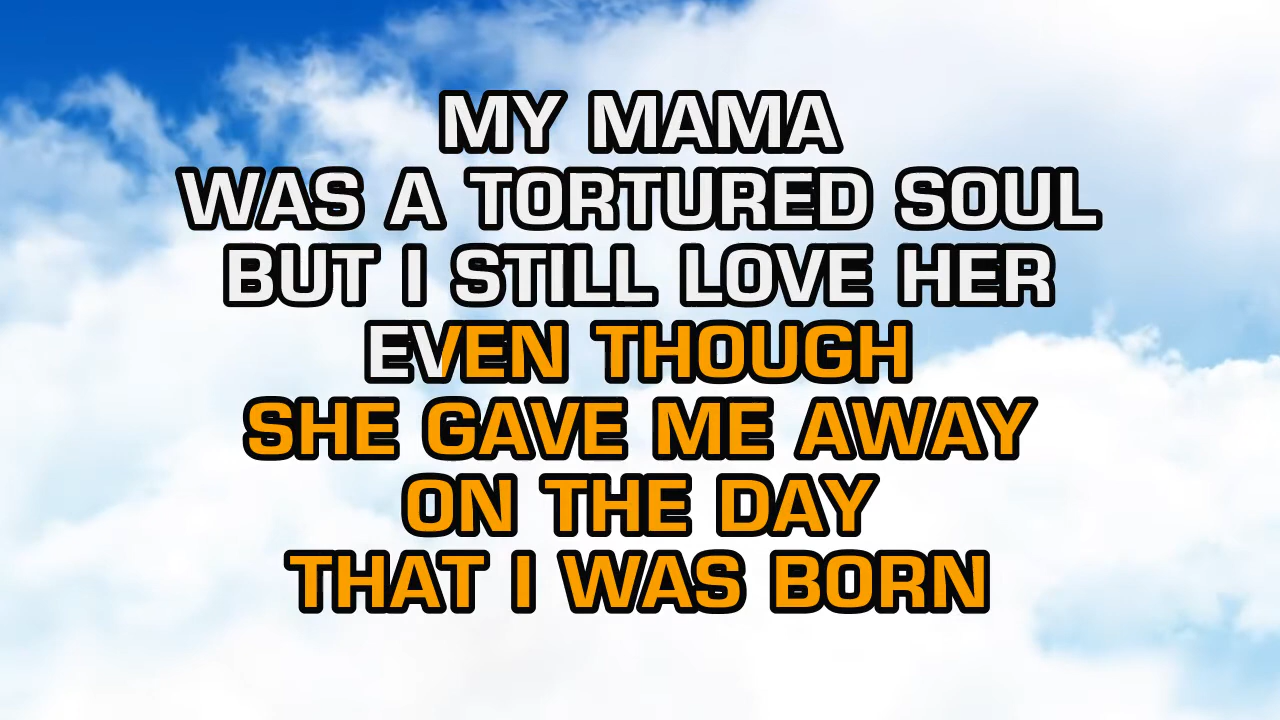 MY MAMA
WAS A TORTURED SOUL
BUT I STILL LOVE HER
EVEN THOUGH
SHE GAVE ME AWAY
ON THE DAY
THAT I WAS BORN